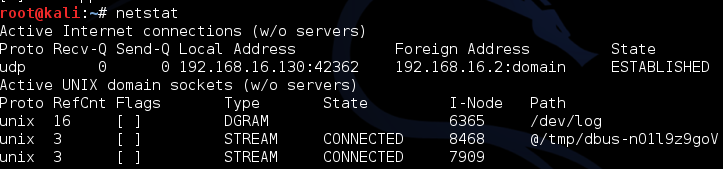 root@kali:~# netstat
Active Internet connections (w/o servers)
Proto Recv-Q Send-Q Local Address           Foreign Address         State
udp        0      0 192.168.16.130:42362    192.168.16.2:domain     ESTABLISHED
Active UNIX domain sockets (w/o servers)
Proto RefCnt Flags       Type       State         I-Node   Path
unix  16     [ ]         DGRAM                    6365     /dev/log
unix  3      [ ]         STREAM     CONNECTED     8468     @/tmp/dbus-nO1l9z9goV
unix  3      [ ]         STREAM     CONNECTED     7909